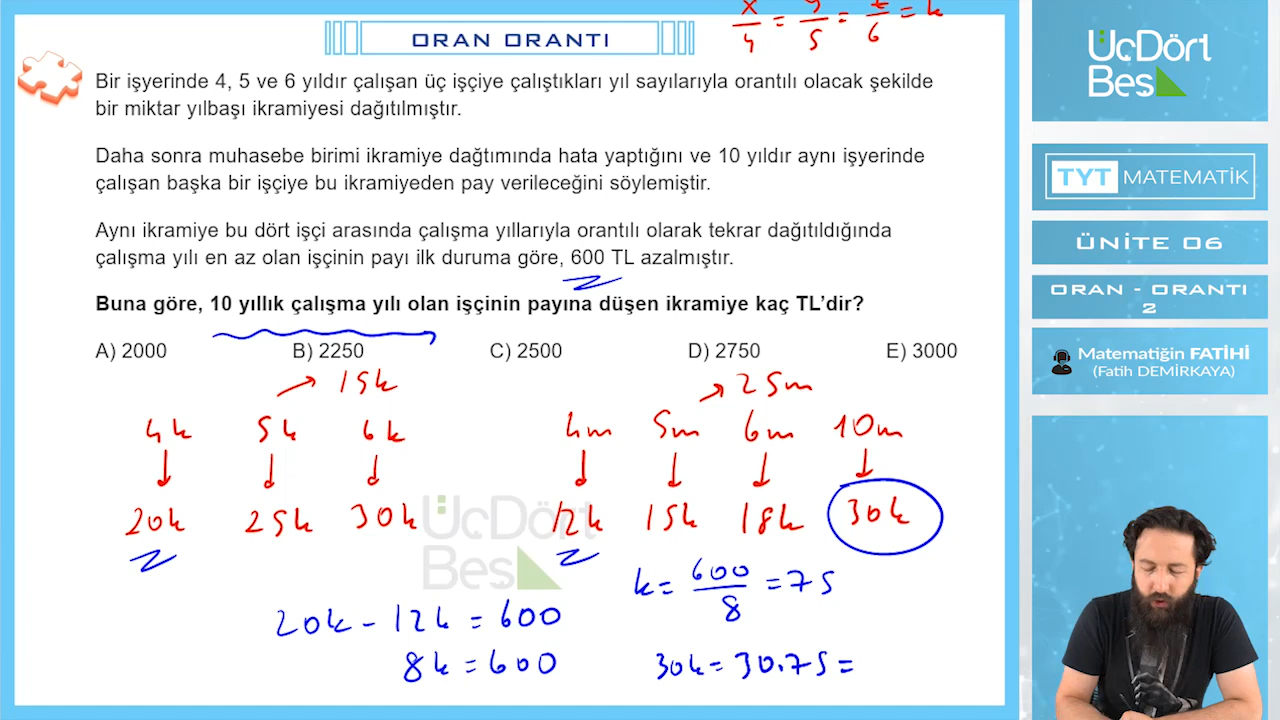 ORAN ORANTI
x/4 = y/5 = z/6 = k
Bir işyerinde 4, 5 ve 6 yıldır çalışan üç işçiye çalıştıkları yıl sayılarıyla orantılı olacak şekilde
bir miktar yılbaşı ikramiyesi dağıtılmıştır.
Daha sonra muhasebe birimi ikramiye dağtımında hata yaptığını ve 10 yıldır aynı işyerinde
çalışan başka bir işçiye bu ikramiyeden pay verileceğini söylemiştir.
Aynı ikramiye bu dört işçi arasında çalışma yıllarıyla orantılı olarak tekrar dağıtıldığında
çalışma yılı en az olan işçinin payı ilk duruma göre, 600 TL azalmıştır.
Buna göre, 10 yıllık çalışma yılı olan işçinin payına düşen ikramiye kaç TL'dir?
A) 2000 B) 2250 C) 2500 D) 2750 E) 3000
15k 25m
4k 5k 6k 4m 5m 6m 10m
20k 25k 30k 12k 15k 18k 30k
ÜçDört
Beş
k = 600/8 = 75
20k - 12k = 600
8k = 600 30k = 30.75 =
ÜçDört
Beş
TYT MATEMATİK
ÜNİTE 06
ORAN - ORANTI
2
Matematiğin FATİHİ
(Fatih DEMİRKAYA)